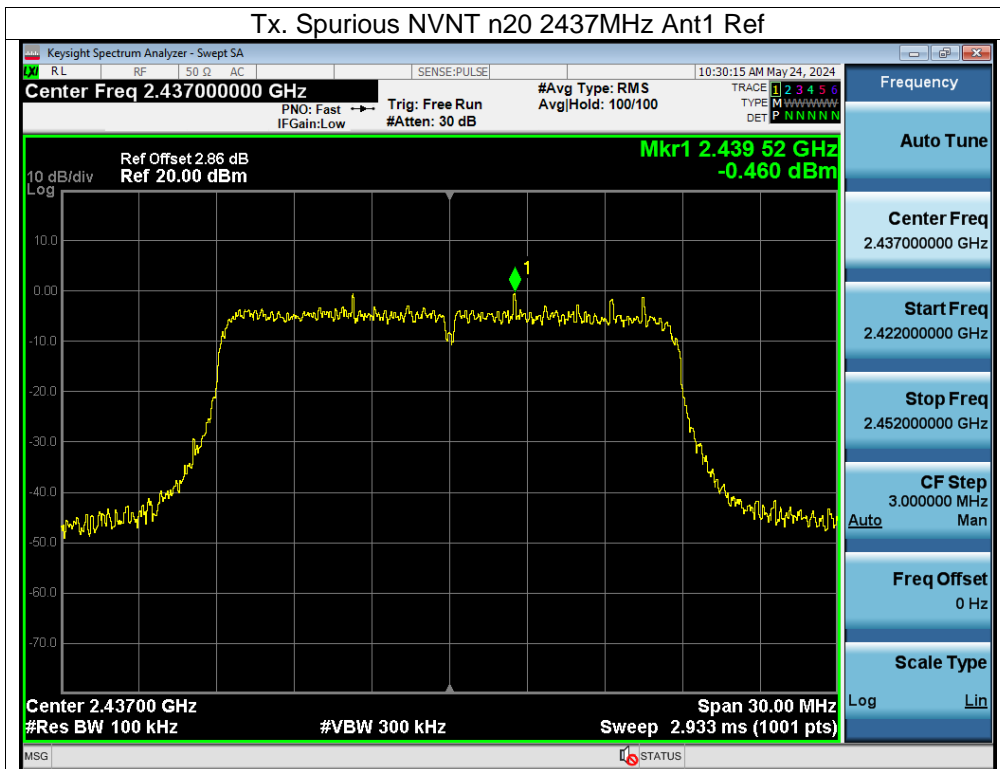 Tx. Spurious NVNT n20 2437MHz Ant1 Ref
Keysight Spectrum Analyzer - Swept SA
LXI RL RF 50 Ω AC SENSE:PULSE 10:30:15 AM May 24, 2024
Center Freq 2.437000000 GHz
PNO: Fast
IFGain:Low
Trig: Free Run
#Atten: 30 dB
#Avg Type: RMS
Avg|Hold: 100/100
TRACE 1 2 3 4 5 6
TYPE M WWWWW
DET P N N N N N
Ref Offset 2.86 dB
10 dB/div Ref 20.00 dBm
Log
Mkr1 2.439 52 GHz
-0.460 dBm
10.0
0.00
-10.0
-20.0
-30.0
-40.0
-50.0
-60.0
-70.0
1
Center 2.43700 GHz Span 30.00 MHz
#Res BW 100 kHz #VBW 300 kHz Sweep 2.933 ms (1001 pts)
MSG STATUS
Frequency
Auto Tune
Center Freq
2.437000000 GHz
Start Freq
2.422000000 GHz
Stop Freq
2.452000000 GHz
CF Step
3.000000 MHz
Auto Man
Freq Offset
0 Hz
Scale Type
Log Lin